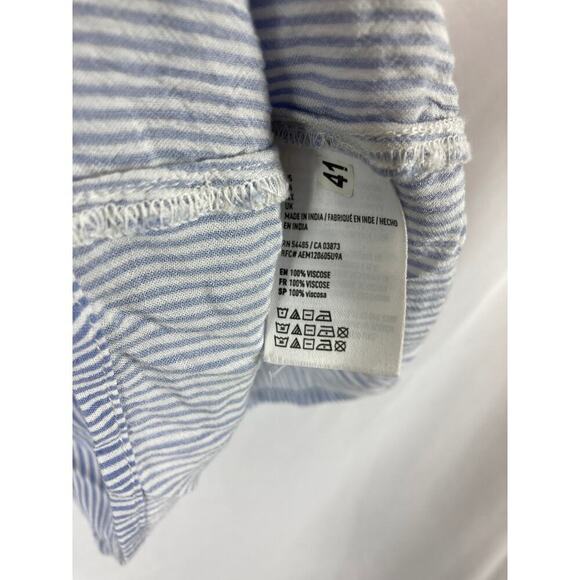 41
UK
MADE IN INDIA / FABRIQUÉ EN INDE / HECHO
EN INDIA
RN 54485 / CA 03873
RFC# AEM120605U9A
EN 100% VISCOSE
FR 100% VISCOSE
SP 100% viscosa